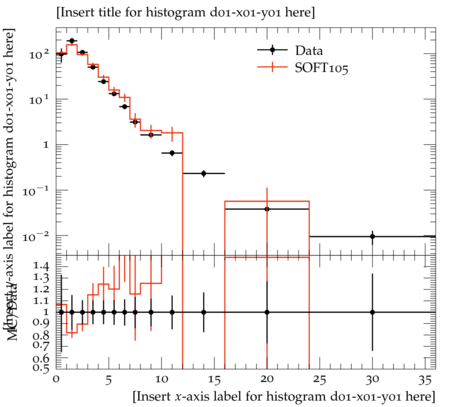 [Insert title for histogram d01-x01-y01 here]
[Insert y-axis label for histogram d01-x01-y01 here]
10²
10¹
1
10⁻¹
10⁻²
Data
SOFT105
MC/Data
1.4
1.3
1.2
1.1
1
0.9
0.8
0.7
0.6
0.5
0 5 10 15 20 25 30 35
[Insert x-axis label for histogram d01-x01-y01 here]